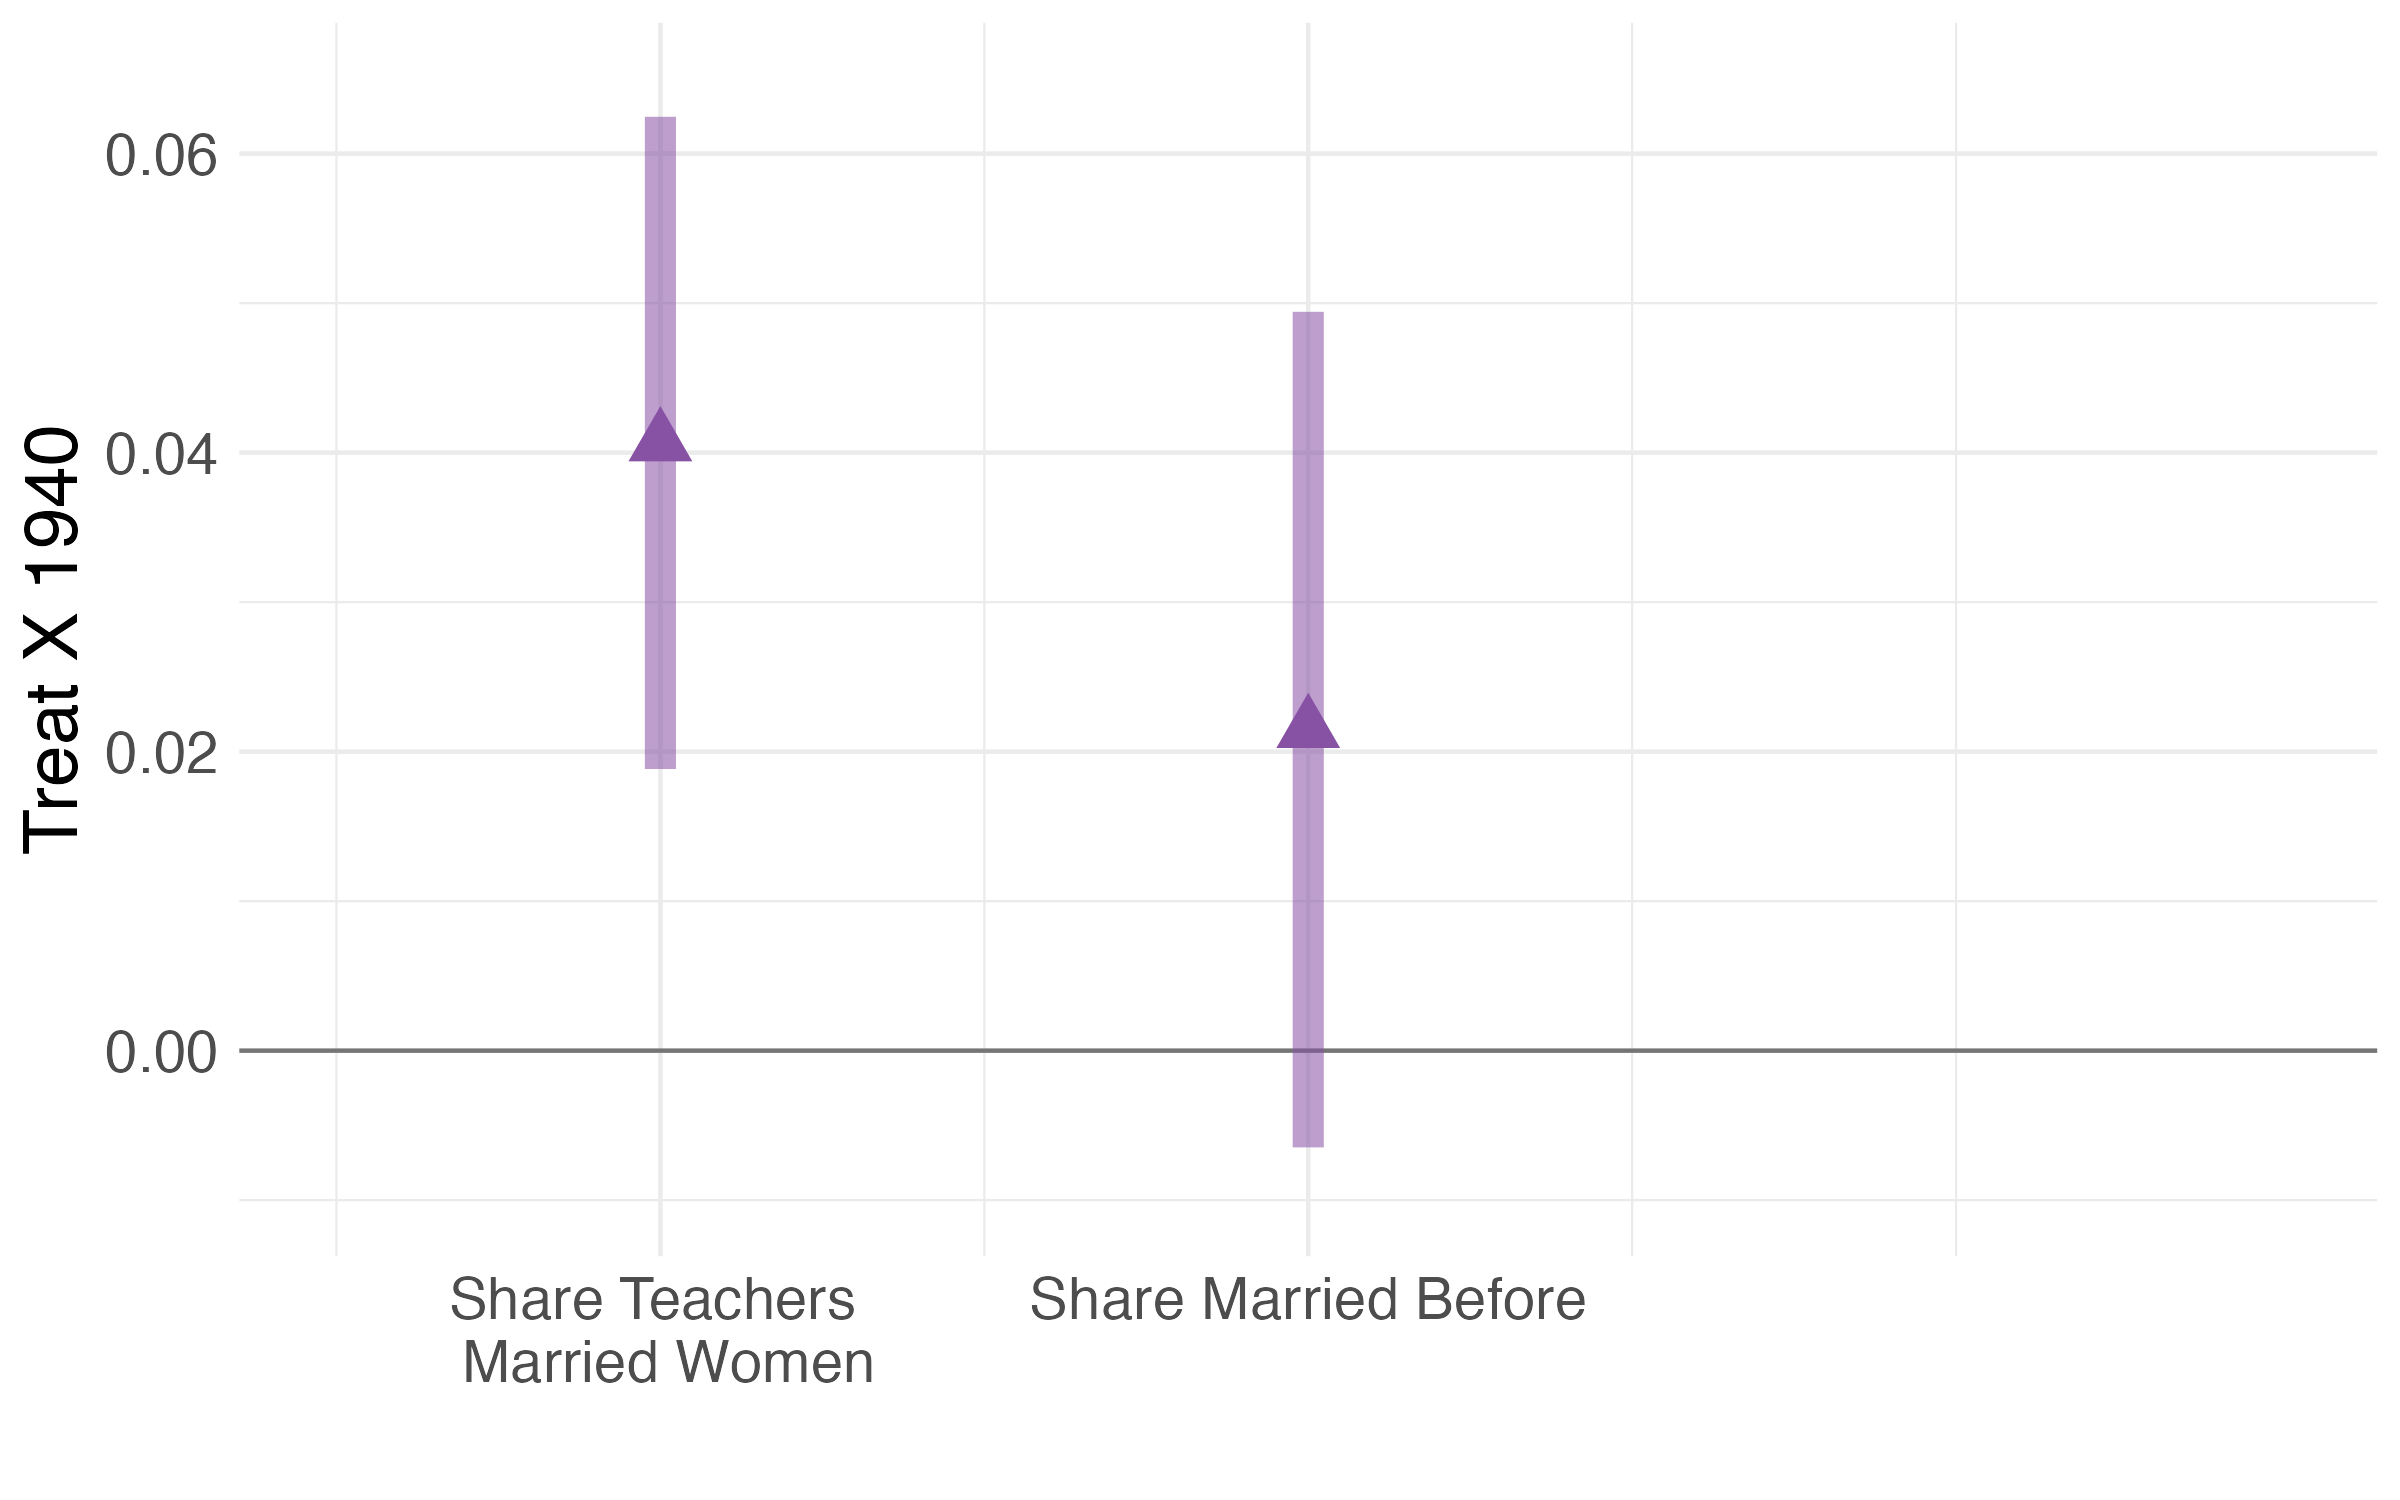 Treat X 1940
0.06
0.04
0.02
0.00
Share Teachers
Married Women
Share Married Before